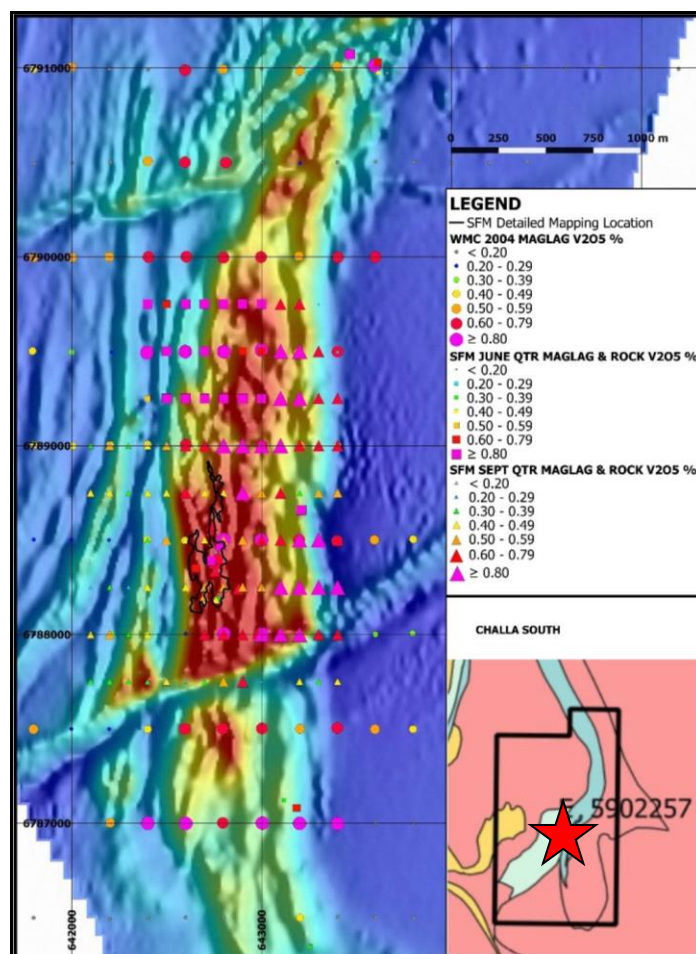 6791000
0 250 500 750 1000 m
LEGEND
SFM Detailed Mapping Location
WMC 2004 MAGLAG V2O5 %
< 0.20
0.20 - 0.29
0.30 - 0.39
0.40 - 0.49
0.50 - 0.59
0.60 - 0.79
≥ 0.80
SFM JUNE QTR MAGLAG & ROCK V2O5 %
< 0.20
0.20 - 0.29
0.30 - 0.39
0.40 - 0.49
0.50 - 0.59
0.60 - 0.79
≥ 0.80
SFM SEPT QTR MAGLAG & ROCK V2O5 %
< 0.20
0.20 - 0.29
0.30 - 0.39
0.40 - 0.49
0.50 - 0.59
0.60 - 0.79
≥ 0.80
6790000
6789000
6788000
6787000
642000
643000
CHALLA SOUTH
5902257